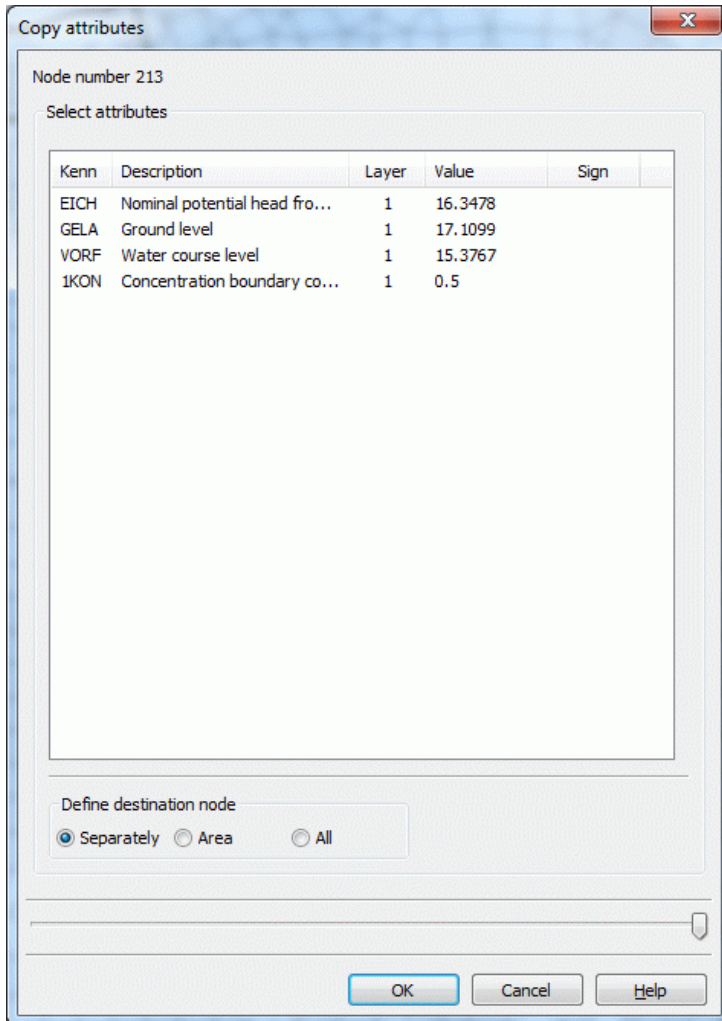 Copy attributes
Node number 213
Select attributes
Kenn Description Layer Value Sign
EICH Nominal potential head fro... 1 16.3478
GELA Ground level 1 17.1099
VORF Water course level 1 15.3767
1KON Concentration boundary co... 1 0.5
Define destination node
Separately Area All
OK Cancel Help